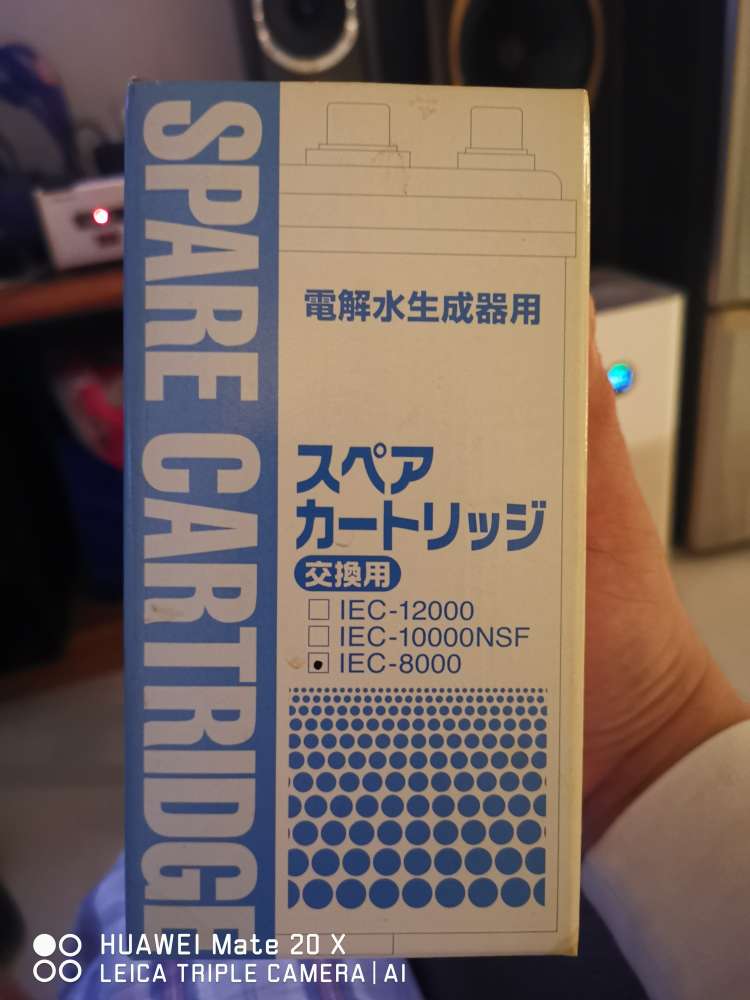 SPARE CARTRIDGE
電解水生成器用
スペア
カートリッジ
交換用
IEC-12000
IEC-10000NSF
IEC-8000
HUAWEI Mate 20 X
LEICA TRIPLE CAMERA | AI